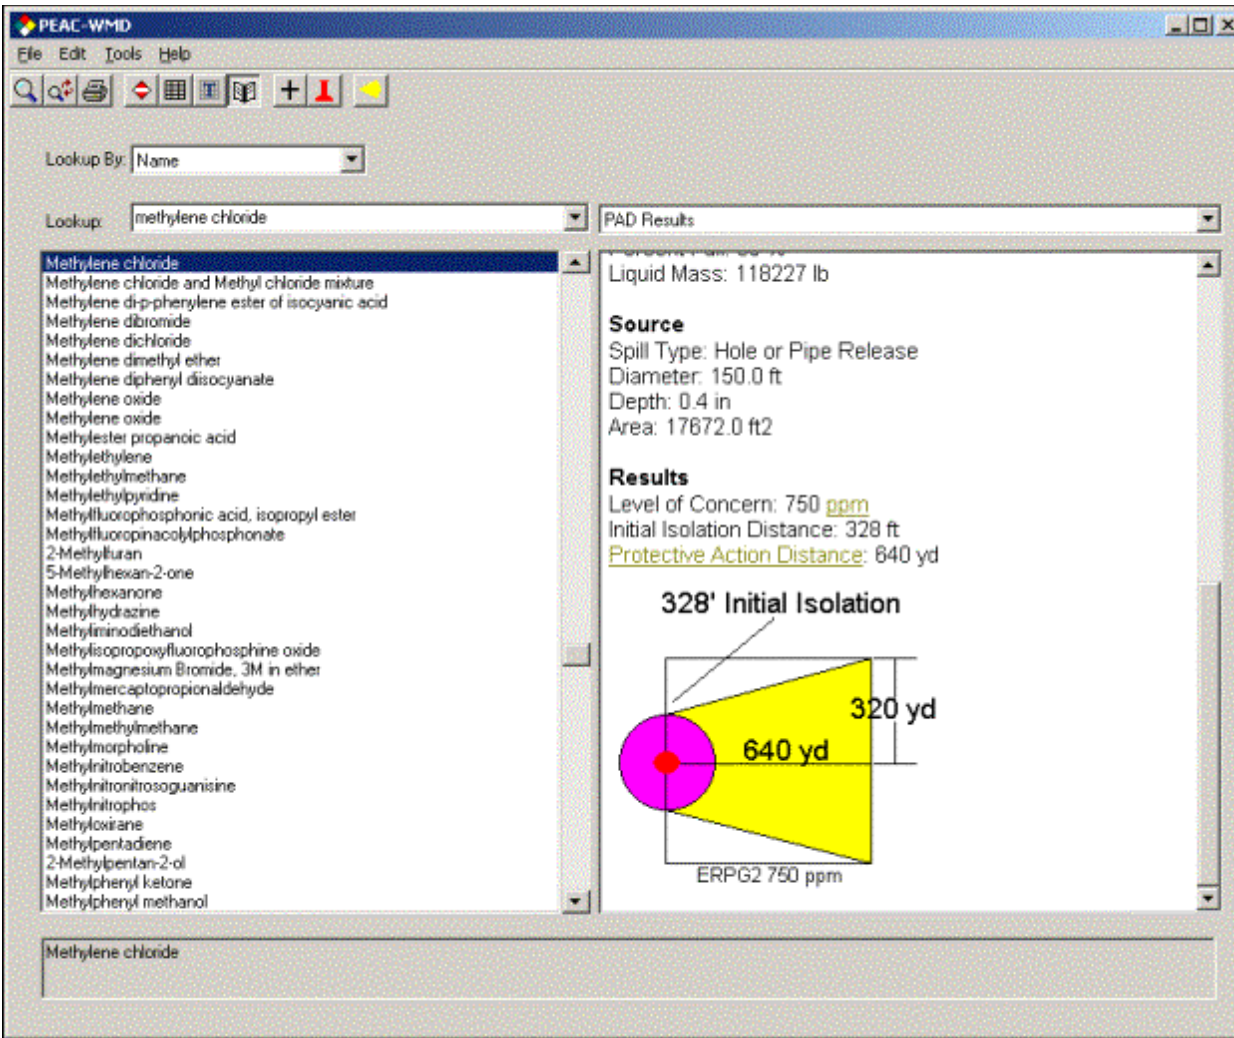 PEAC-WMD
File Edit Tools Help
Lookup By: Name
Lookup: methylene chloride
PAD Results
Methylene chloride
Methylene chloride and Methyl chloride mixture
Methylene di-p-phenylene ester of isocyanic acid
Methylene dibromide
Methylene dichloride
Methylene dimethyl ether
Methylene diphenyl diisocyanate
Methylene oxide
Methylene oxide
Methylester propanoic acid
Methylethylene
Methylethylmethane
Methylethylpyridine
Methylfluorophosphonic acid, isopropyl ester
Methylfluoropinacolylphosphonate
2-Methylfuran
5-Methylhexan-2-one
Methylhexanone
Methylhydrazine
Methyliminodiethanol
Methylisopropoxyfluorophosphine oxide
Methylmagnesium Bromide, 3M in ether
Methylmercaptopropionaldehyde
Methylmethane
Methylmethylmethane
Methylmorpholine
Methylnitrobenzene
Methylnitronitrosoguanisine
Methylnitrophos
Methyloxirane
Methylpentadiene
2-Methylpentan-2-ol
Methylphenyl ketone
Methylphenyl methanol
Liquid Mass: 118227 lb
Source
Spill Type: Hole or Pipe Release
Diameter: 150.0 ft
Depth: 0.4 in
Area: 17672.0 ft2
Results
Level of Concern: 750 ppm
Initial Isolation Distance: 328 ft
Protective Action Distance: 640 yd
328' Initial Isolation
320 yd
640 yd
ERPG2 750 ppm
Methylene chloride